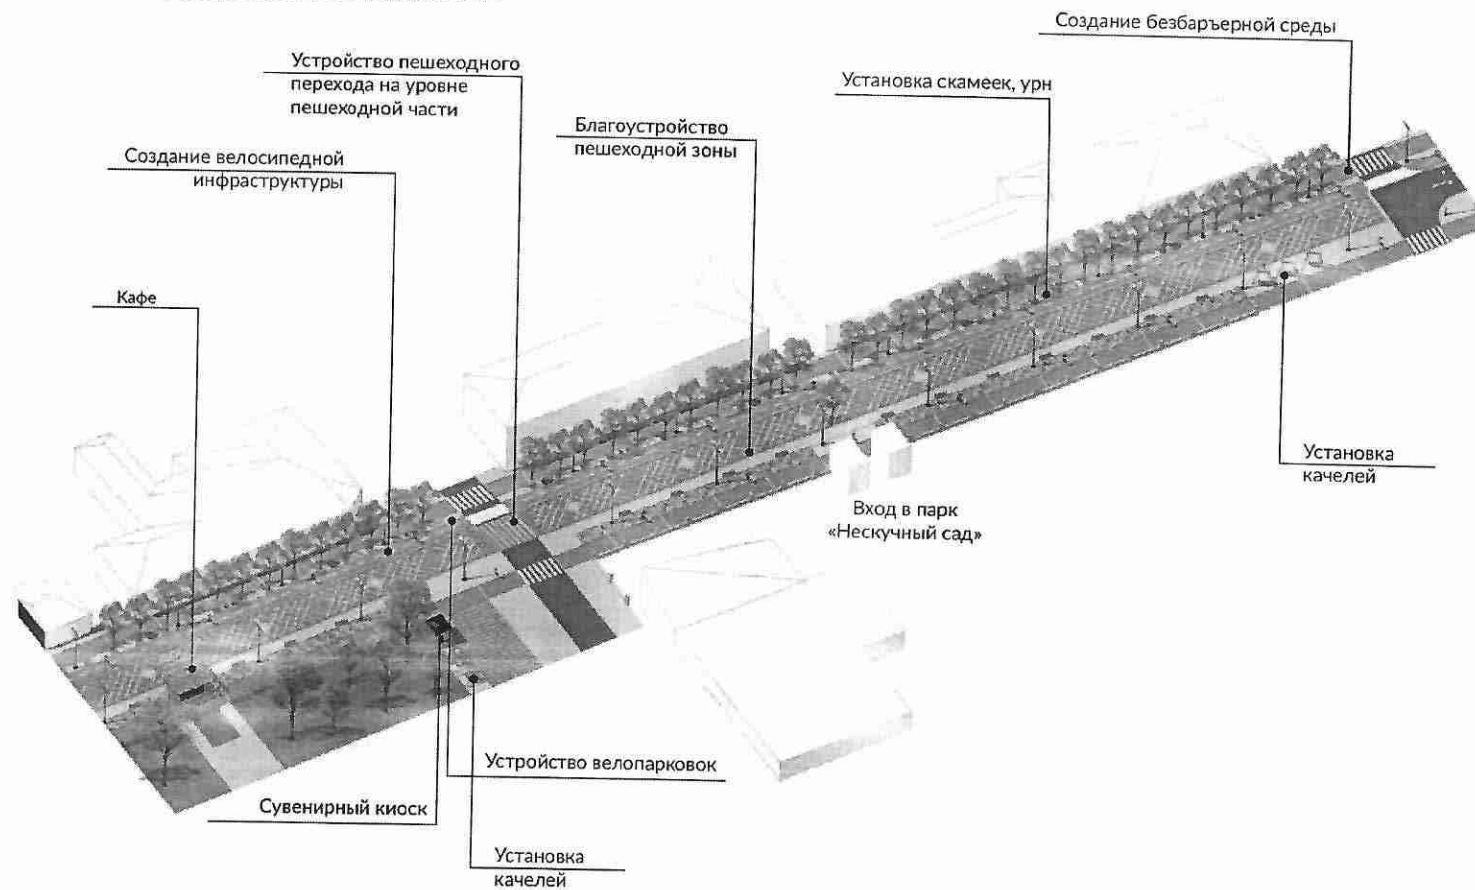 Создание безбаръерной среды
Устройство пешеходного
перехода на уровне
пешеходной части
Установка скамеек, урн
Благоустройство
пешеходной зоны
Создание велосипедной
инфраструктуры
Кафе
Установка
качелей
Вход в парк
«Нескучный сад»
Устройство велопарковок
Сувенирный киоск
Установка
качелей